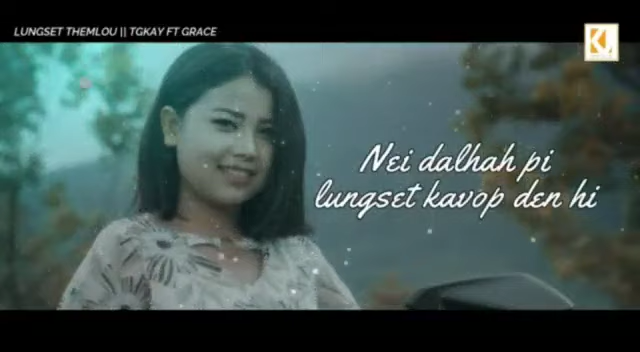 LUNGSET THEMLOU || TGKAY FT GRACE
Nei dalhah pi
lungset kavop den hi